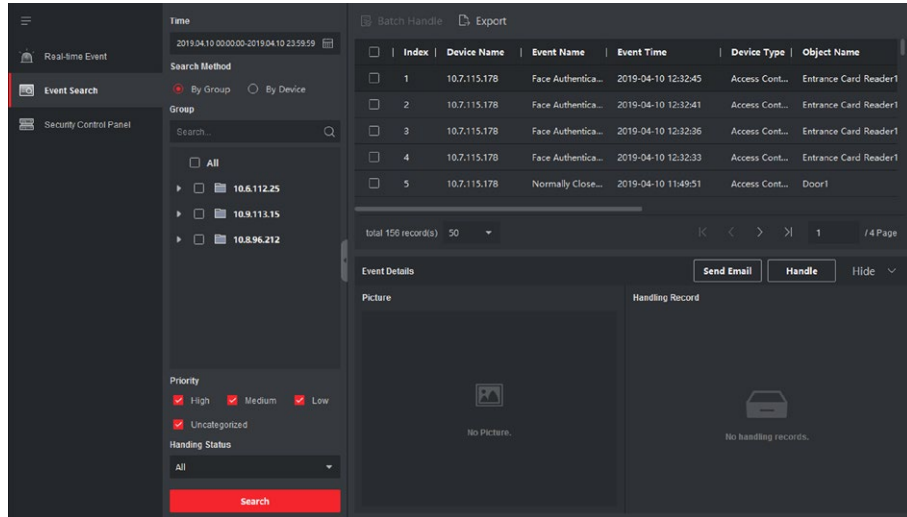 Real-time Event
Event Search
Security Control Panel
Time
2019.04.10 00:00:00-2019.04.10 23:59:59
Search Method
By Group By Device
Group
Search...
All
10.6.112.25
10.9.113.15
10.8.96.212
Priority
High Medium Low
Uncategorized
Handing Status
All
Search
Batch Handle Export
Index Device Name Event Name Event Time Device Type Object Name
1 10.7.115.178 Face Authentica... 2019-04-10 12:32:45 Access Cont... Entrance Card Reader1
2 10.7.115.178 Face Authentica... 2019-04-10 12:32:41 Access Cont... Entrance Card Reader1
3 10.7.115.178 Face Authentica... 2019-04-10 12:32:36 Access Cont... Entrance Card Reader1
4 10.7.115.178 Face Authentica... 2019-04-10 12:32:33 Access Cont... Entrance Card Reader1
5 10.7.115.178 Normally Close... 2019-04-10 11:49:51 Access Cont... Door1
total 156 record(s) 50 1 / 4 Page
Event Details Send Email Handle Hide
Picture Handling Record
No Picture.
No handling records.